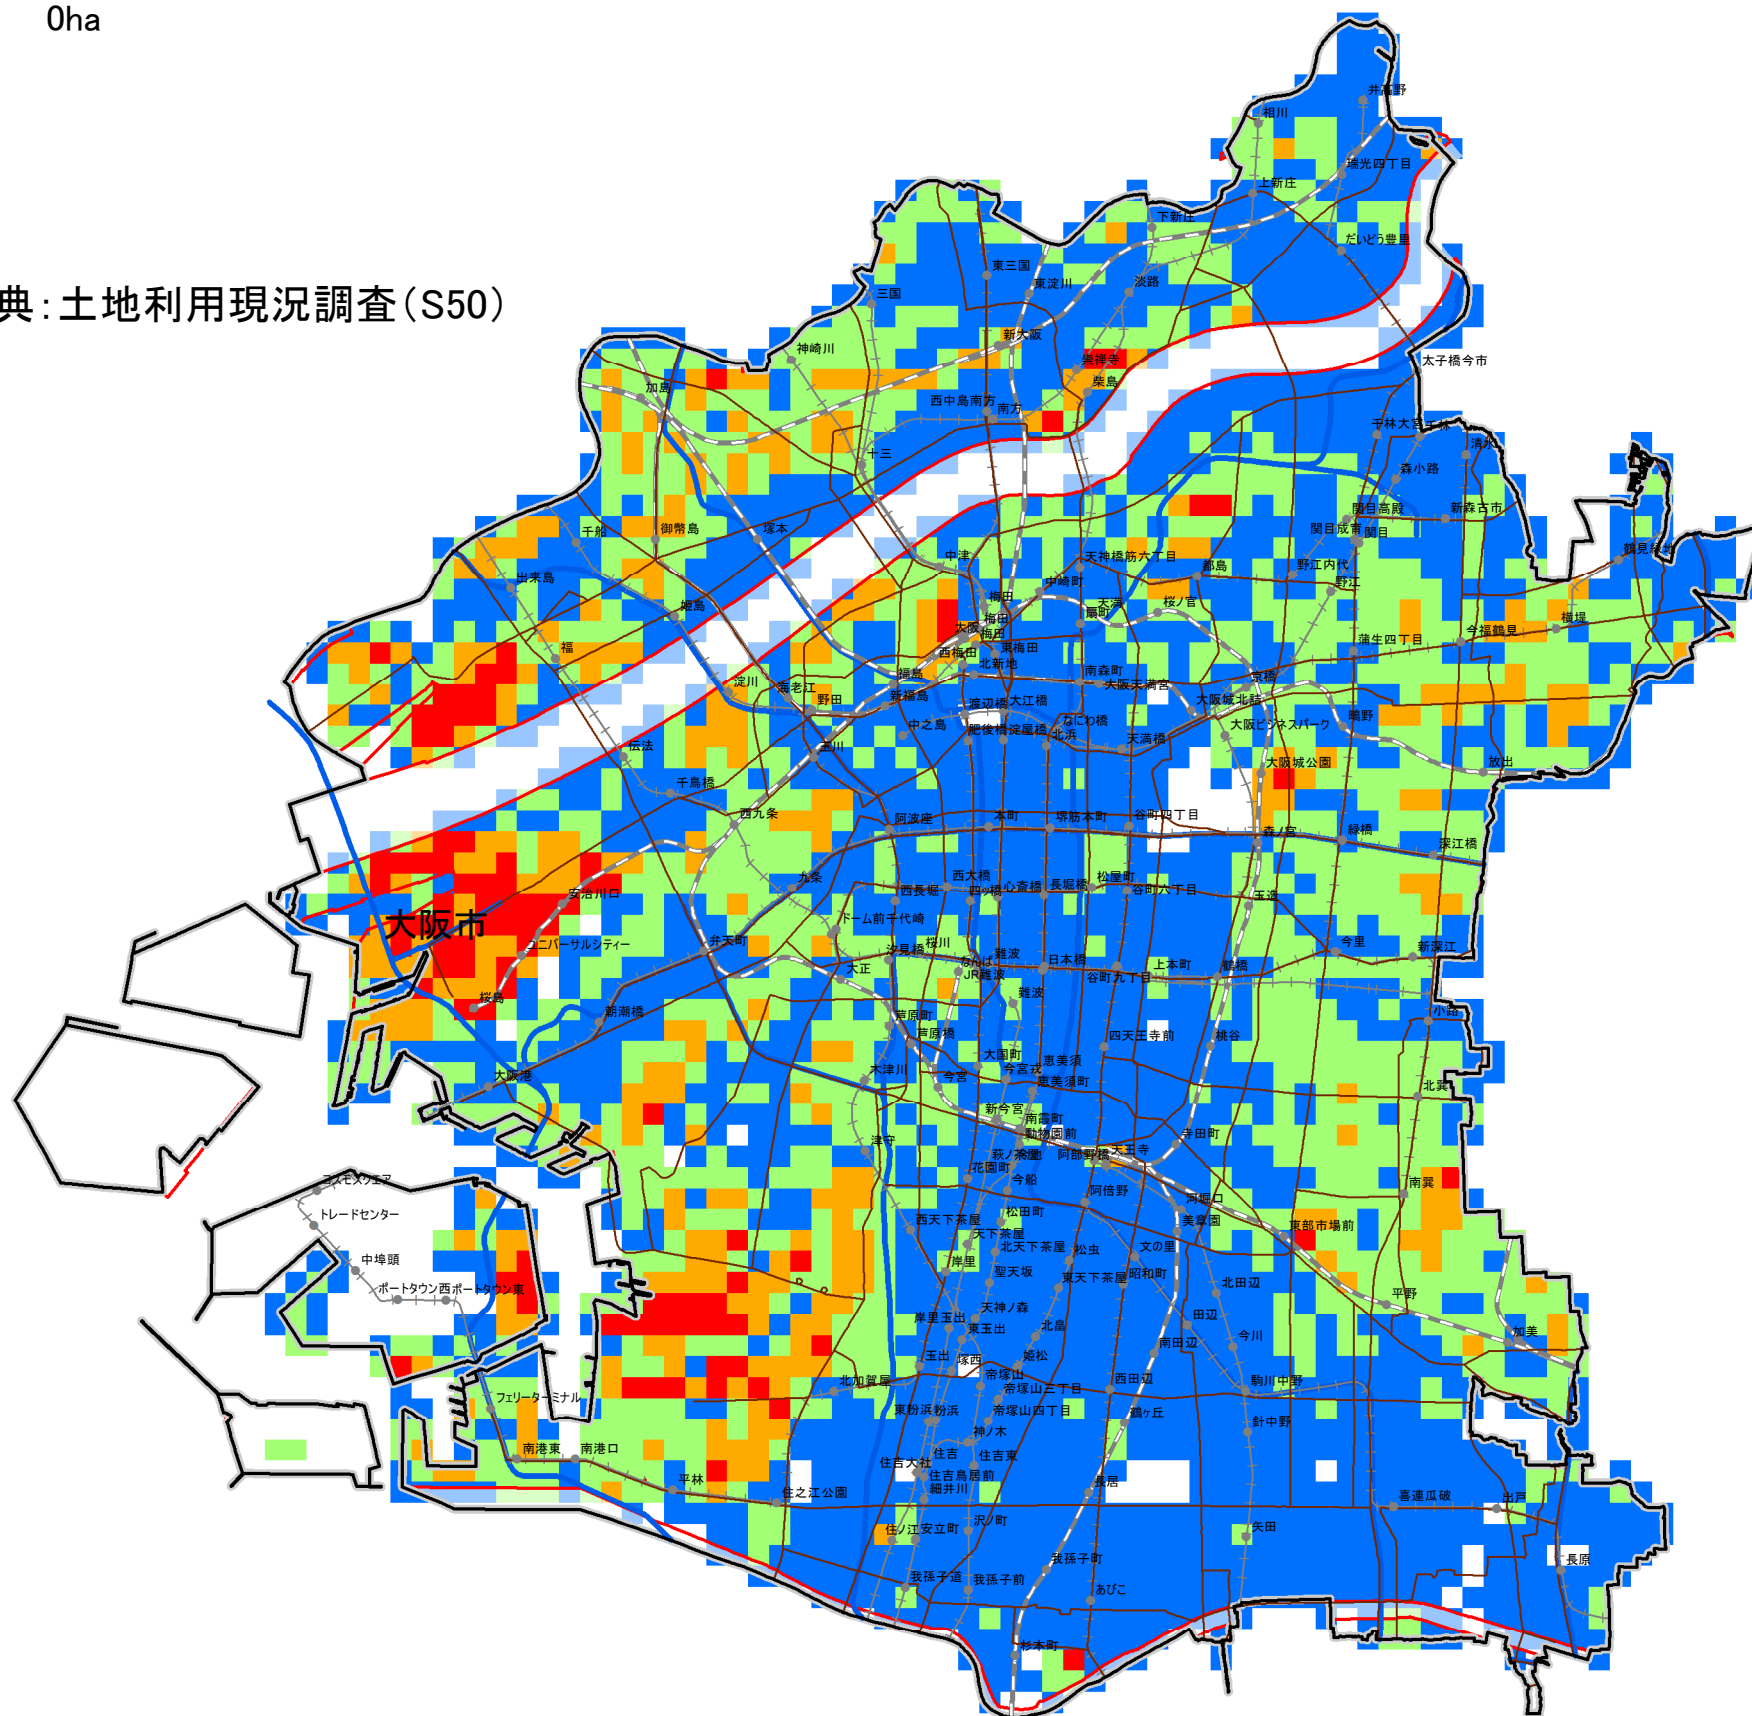 0ha
井高野
相川
瑞光四丁目
上新庄
下新庄
だいどう豊里
東三国
東淀川
淡路
三国
典：土地利用現況調査（S50）
新大阪
神崎川
崇禅寺
太子橋今市
加島
柴島
西中島南方
南方
千林大宮
千林
清水
十三
森小路
関目高殿
新森古市
千船
御幣島
塚本
関目成育
関目
中津
天神橋筋六丁目
鶴見緑地
出来島
中崎町
都島
野江内代
野江
梅田
姫島
天満
桜ノ宮
扇町
梅田
大阪
梅田
横堤
福
西梅田
東梅田
蒲生四丁目
今福鶴見
北新地
福島
南森町
京橋
淀川
海老江
大阪天満宮
野田
新福島
渡辺橋
大江橋
大阪城北詰
中之島
なにわ橋
大阪ビジネスパーク
鴫野
肥後橋
淀屋橋
北浜
天満橋
伝法
玉川
大阪城公園
放出
千鳥橋
西九条
阿波座
本町
堺筋本町
谷町四丁目
森ノ宮
緑橋
深江橋
九条
西大橋
松屋町
安治川口
西長堀
四ッ橋
心斎橋
長堀橋
谷町六丁目
玉造
大阪市
ドーム前千代崎
ユニバーサルシティー
弁天町
汐見橋
桜川
難波
今里
新深江
大正
なんば
JR難波
日本橋
上本町
鶴橋
谷町九丁目
桜島
難波
朝潮橋
芦原町
芦原橋
四天王寺前
桃谷
小路
大国町
恵美須
今宮戎
大阪港
木津川
今宮
恵美須町
北巽
新今宮
南霞町
動物園前
津守
寺田町
天王寺
阿部野橋
花園町
コスモスクエア
今船
阿倍野
河堀口
南巽
トレードセンター
松田町
美章園
西天下茶屋
東部市場前
天下茶屋
北天下茶屋
松虫
文の里
中埠頭
岸里
聖天坂
東天下茶屋
昭和町
北田辺
ポートタウン西
ポートタウン東
平野
天神ノ森
岸里玉出
東玉出
北畠
田辺
今川
加美
南田辺
玉出
塚西
姫松
帝塚山
北加賀屋
帝塚山三丁目
西田辺
駒川中野
フェリーターミナル
東粉浜
粉浜
帝塚山四丁目
鶴ヶ丘
針中野
神ノ木
南港東
南港口
住吉
住吉東
住吉大社
住吉鳥居前
平林
細井川
長居
住之江公園
喜連瓜破
出戸
住ノ江
安立町
沢ノ町
矢田
我孫子町
長原
我孫子道
我孫子前
あびこ
杉本町